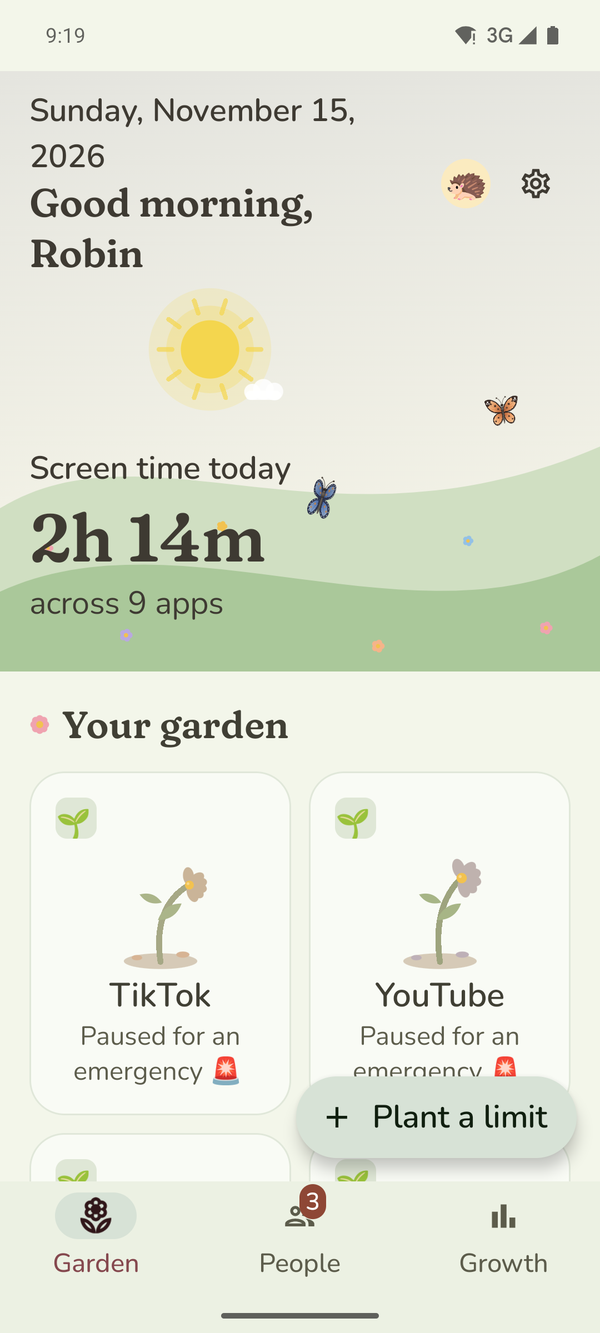 9:19
3G
Sunday, November 15,
2026
Good morning,
Robin
Screen time today
2h 14m
across 9 apps
Your garden
TikTok
Paused for an
emergency 🚨
YouTube
Paused for an
emergency 🚨
+ Plant a limit
3
Garden
People
Growth